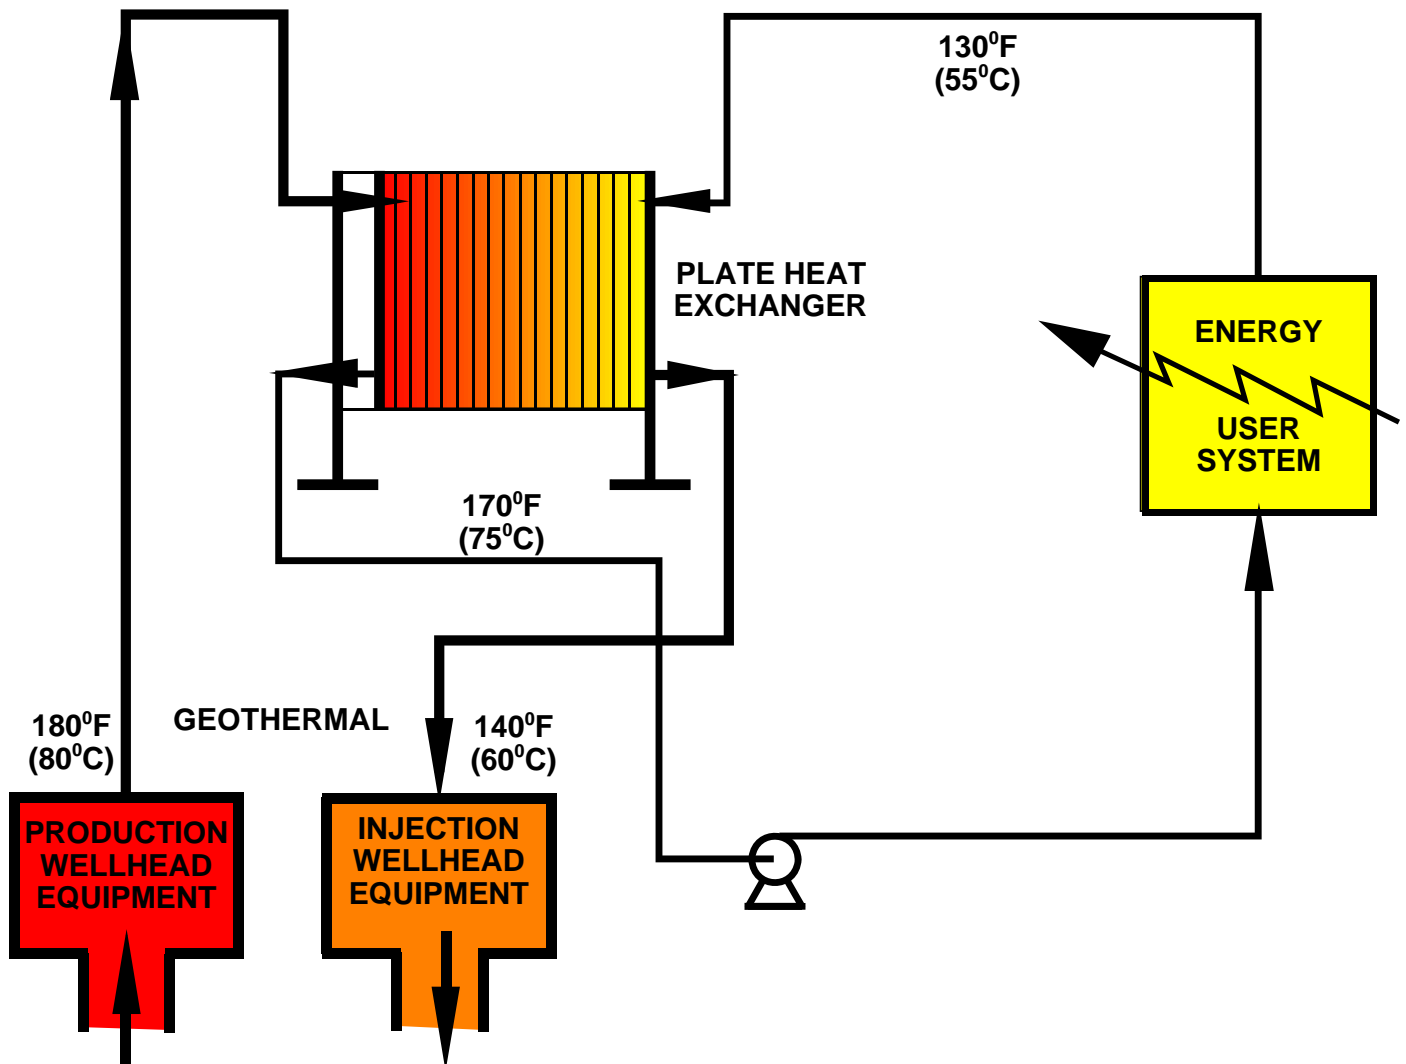 130⁰F
(55⁰C)
PLATE HEAT
EXCHANGER
ENERGY
USER
SYSTEM
170⁰F
(75⁰C)
GEOTHERMAL
180⁰F
(80⁰C)
140⁰F
(60⁰C)
PRODUCTION
WELLHEAD
EQUIPMENT
INJECTION
WELLHEAD
EQUIPMENT